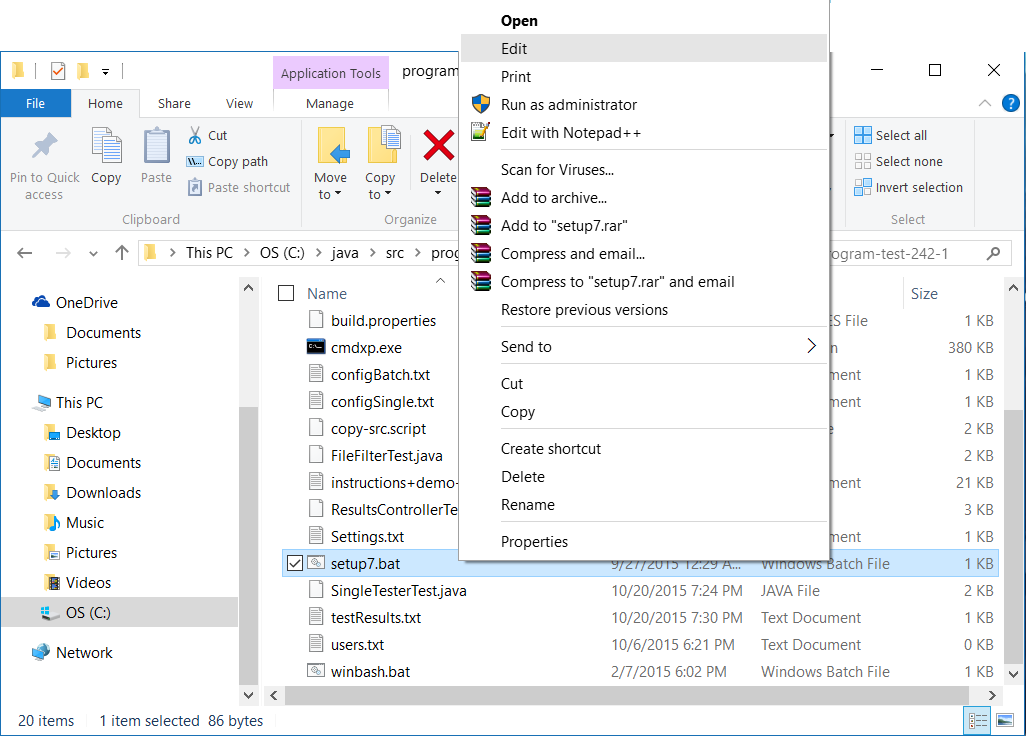 Open
Edit
Print
Run as administrator
Edit with Notepad++
Scan for Viruses...
Add to archive...
Add to "setup7.rar"
Compress and email...
Compress to "setup7.rar" and email
Restore previous versions
Send to
Cut
Copy
Create shortcut
Delete
Rename
Properties
Application Tools
program
File
Home
Share
View
Manage
?
Pin to Quick
access
Copy
Paste
Cut
Copy path
Paste shortcut
Clipboard
Move
to
Copy
to
Delete
Organize
Select all
Select none
Invert selection
Select
This PC
OS (C:)
java
src
prog
ogram-test-242-1
OneDrive
Documents
Pictures
This PC
Desktop
Documents
Downloads
Music
Pictures
Videos
OS (C:)
Network
Name Size
build.properties ES File 1 KB
cmdxp.exe n 380 KB
configBatch.txt ment 1 KB
configSingle.txt ment 1 KB
copy-src.script e 2 KB
FileFilterTest.java 2 KB
instructions+demo- ment 21 KB
ResultsControllerTe 3 KB
Settings.txt ment 1 KB
setup7.bat 9/27/2015 12:29 A... Windows Batch File 1 KB
SingleTesterTest.java 10/20/2015 7:24 PM JAVA File 2 KB
testResults.txt 10/20/2015 7:30 PM Text Document 1 KB
users.txt 10/6/2015 6:21 PM Text Document 0 KB
winbash.bat 2/7/2015 6:02 PM Windows Batch File 1 KB
20 items 1 item selected 86 bytes